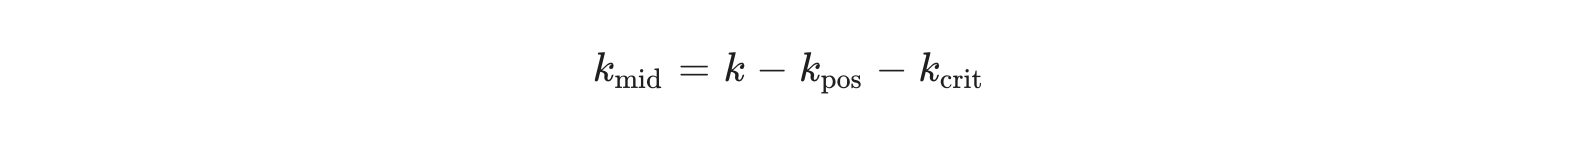 k_mid = k − k_pos − k_crit